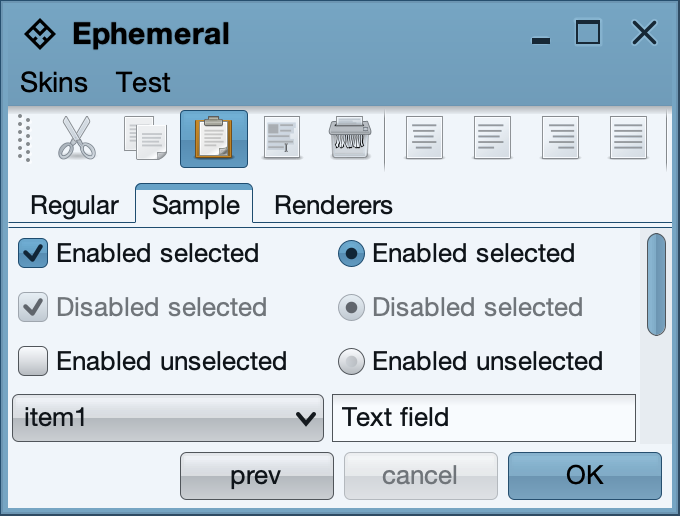 Ephemeral
Skins Test
Regular Sample Renderers
Enabled selected Enabled selected
Disabled selected Disabled selected
Enabled unselected Enabled unselected
item1 Text field
prev cancel OK